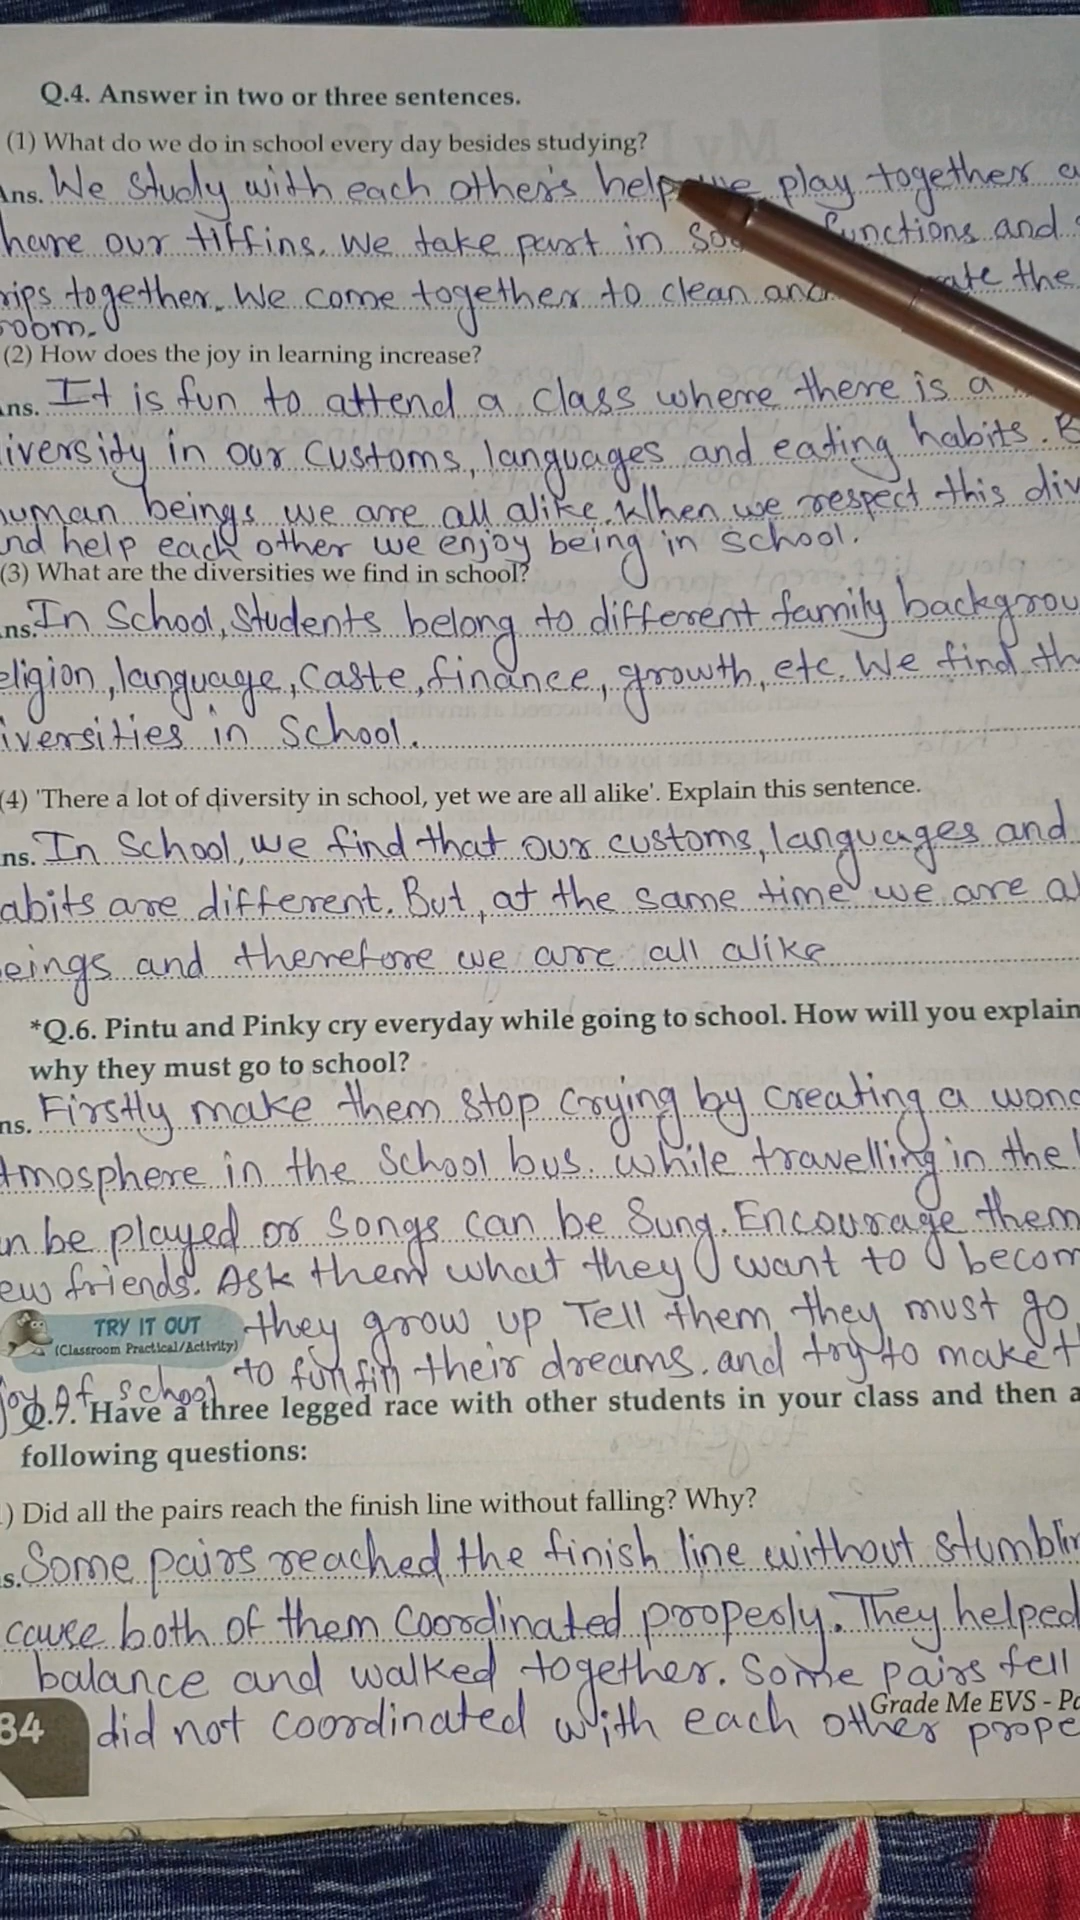 Q.4. Answer in two or three sentences.
(1) What do we do in school every day besides studying?
Ans. We Study with each other's help we play together
our tiffins. We take part in functions and
together. We come together to clean the
room.
(2) How does the joy in learning increase?
ns. It is fun to attend a class where there is a
iversity in our customs, languages and eating habits.
human beings we are all alike. When we respect this div
nd help each other we enjoy being in school.
(3) What are the diversities we find in school?
ns. In School, Students belong to different family backgrou
eligion, language, Caste, finance, growth, etc. We find th
iversities in School.
(4) 'There a lot of diversity in school, yet we are all alike'. Explain this sentence.
ns. In School, we find that our customs, languages and
abits are different. But, at the same time we are al
eings and therefore we are all alike
*Q.6. Pintu and Pinky cry everyday while going to school. How will you explain
why they must go to school?
ns. Firstly make them stop crying by creating a wond
tmosphere in the School bus. while travelling in the
n be played or Songs can be Sung. Encourage them
ew friends. Ask them what they want to becom
TRY IT OUT they grow up Tell them they must go
(Classroom Practical/Activity)
to their dreams. and try to make t
joy of school
Q.7. Have a three legged race with other students in your class and then a
following questions:
) Did all the pairs reach the finish line without falling? Why?
s. Some pairs reached the finish line without stumblin
cause both of them Coordinated properly. They helped
balance and walked together. Some pairs fell
Grade Me EVS - Pa
84 did not coordinated with each other prope